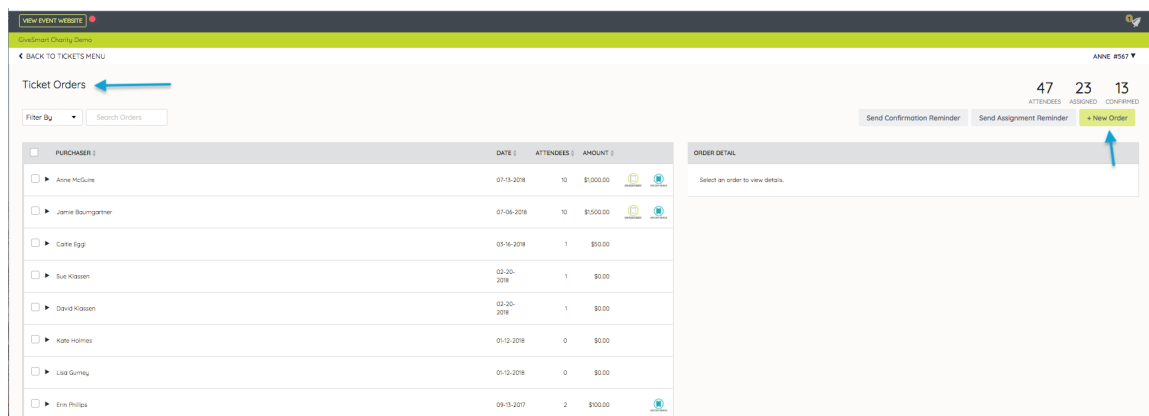 VIEW EVENT WEBSITE
GiveSmart Charity Demo
BACK TO TICKETS MENU
ANNE #567
Ticket Orders
47 23 13
ATTENDEES ASSIGNED CONFIRMED
Filter By Search Orders Send Confirmation Reminder Send Assignment Reminder + New Order
PURCHASER DATE ATTENDEES AMOUNT ORDER DETAIL
Anne McGuire 07-13-2018 10 $1,000.00 Select an order to view details.
Jamie Baumgartner 07-06-2018 10 $1,500.00
Caitie Eggl 03-16-2018 1 $50.00
Sue Klassen 02-20-2018 1 $0.00
David Klassen 02-20-2018 1 $0.00
Kate Holmes 01-12-2018 0 $0.00
Lisa Gurney 01-12-2018 0 $0.00
Erin Phillips 09-13-2017 2 $100.00